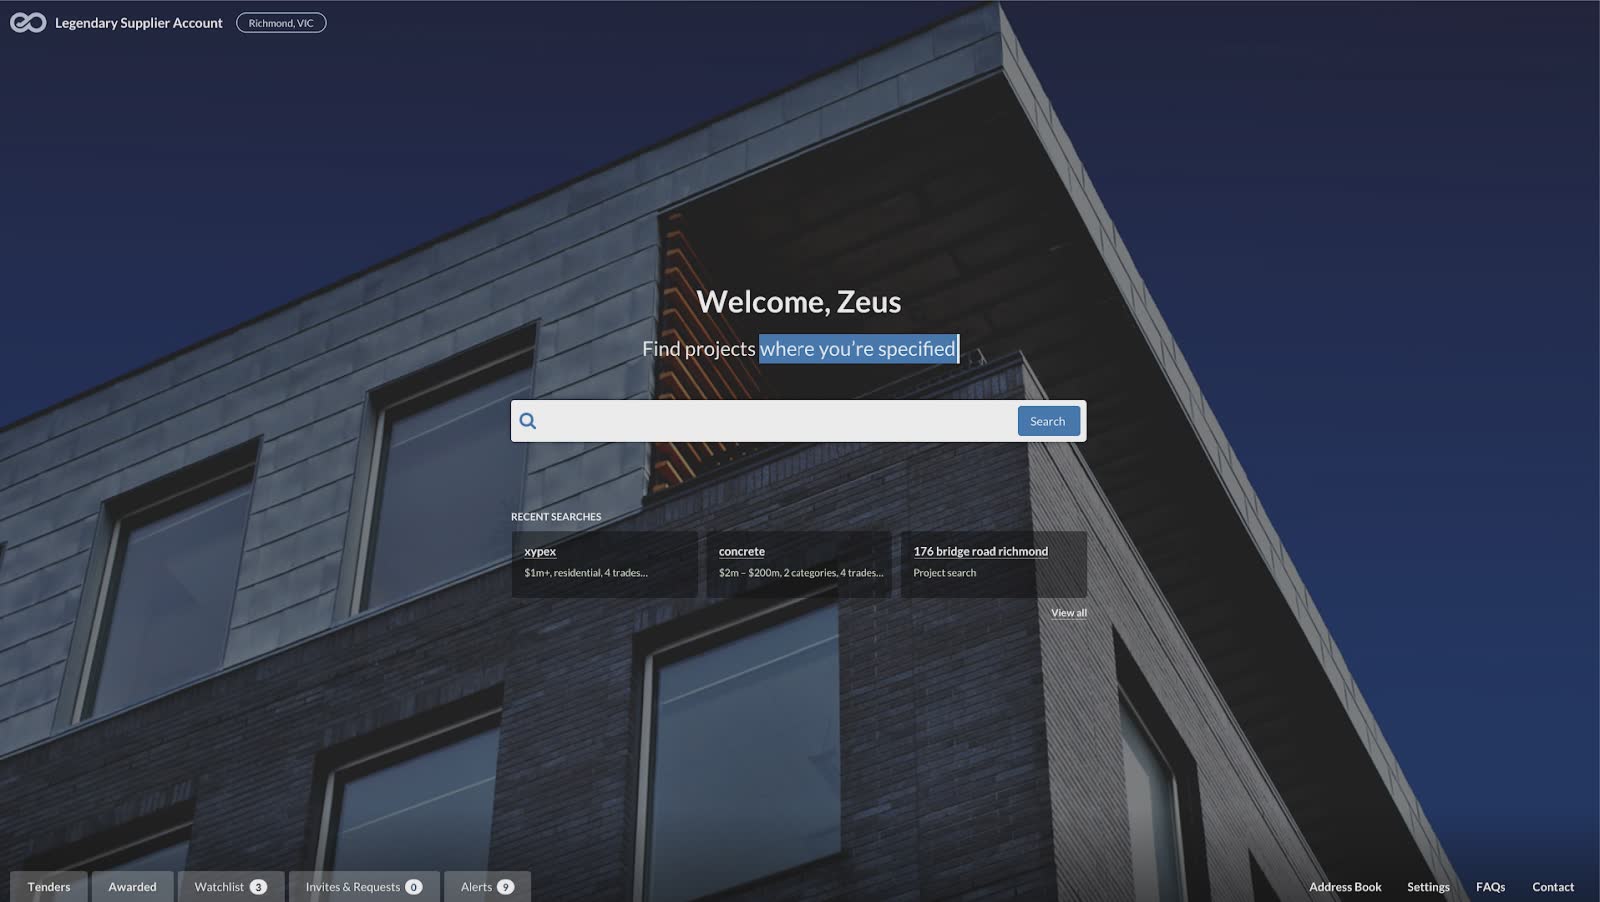 Legendary Supplier Account
Richmond, VIC
Welcome, Zeus
Find projects where you're specified
Search
RECENT SEARCHES
xypex
$1m+, residential, 4 trades...
concrete
$2m – $200m, 2 categories, 4 trades...
176 bridge road richmond
Project search
View all
Tenders
Awarded
Watchlist 3
Invites & Requests 0
Alerts 9
Address Book
Settings
FAQs
Contact